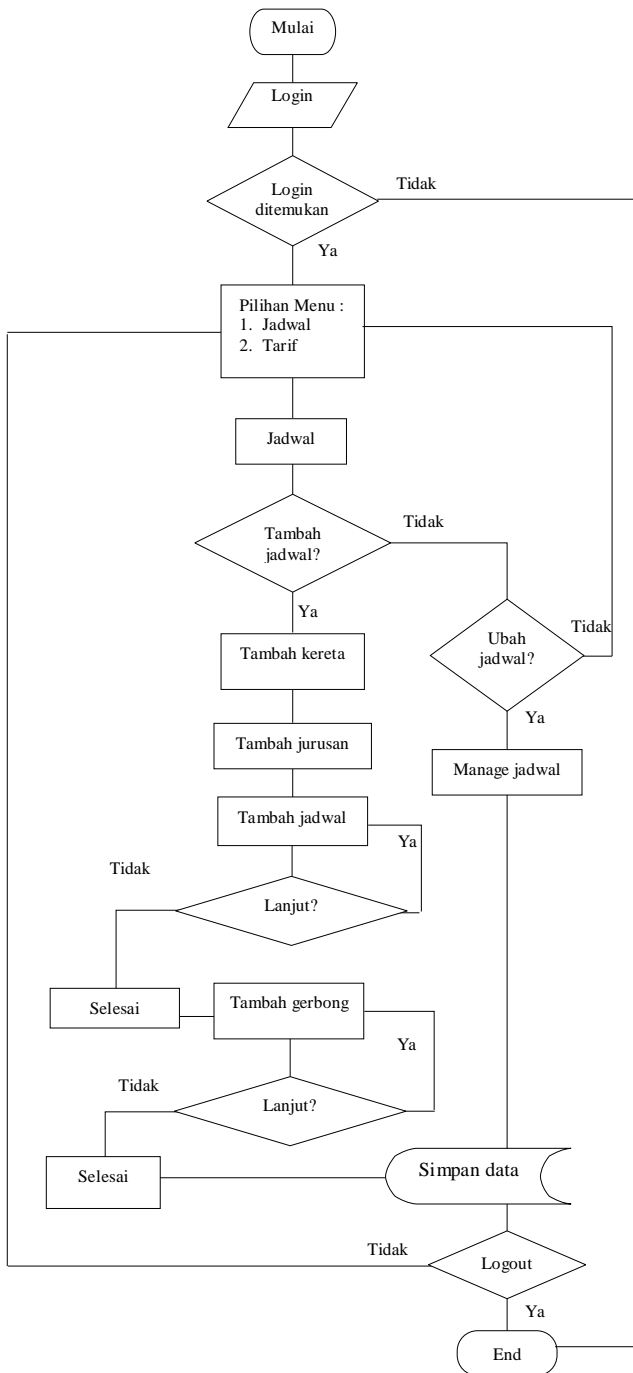 Mulai
Login
Login
ditemukan
Tidak
Ya
Pilihan Menu :
1. Jadwal
2. Tarif
Jadwal
Tambah
jadwal?
Tidak
Ya
Ubah
jadwal?
Tidak
Ya
Tambah kereta
Tambah jurusan
Manage jadwal
Tambah jadwal
Ya
Tidak
Lanjut?
Selesai
Tambah gerbong
Ya
Tidak
Lanjut?
Selesai
Simpan data
Tidak
Logout
Ya
End